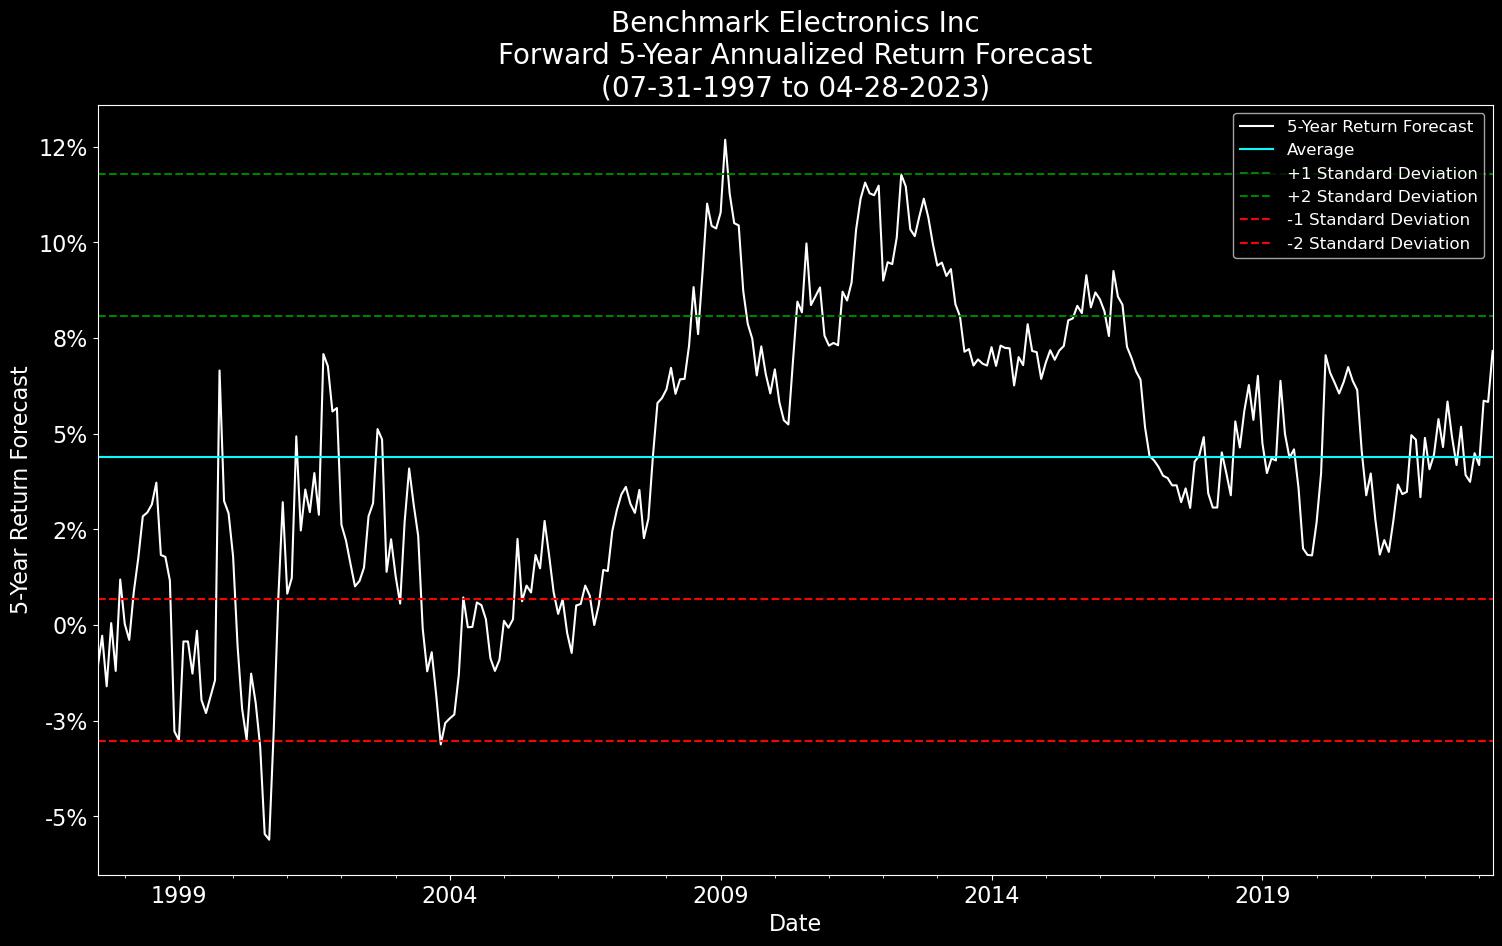 Benchmark Electronics Inc
Forward 5-Year Annualized Return Forecast
(07-31-1997 to 04-28-2023)
5-Year Return Forecast
Average
+1 Standard Deviation
+2 Standard Deviation
-1 Standard Deviation
-2 Standard Deviation
12%
10%
8%
5%
2%
0%
-3%
-5%
5-Year Return Forecast
1999
2004
2009
2014
2019
Date